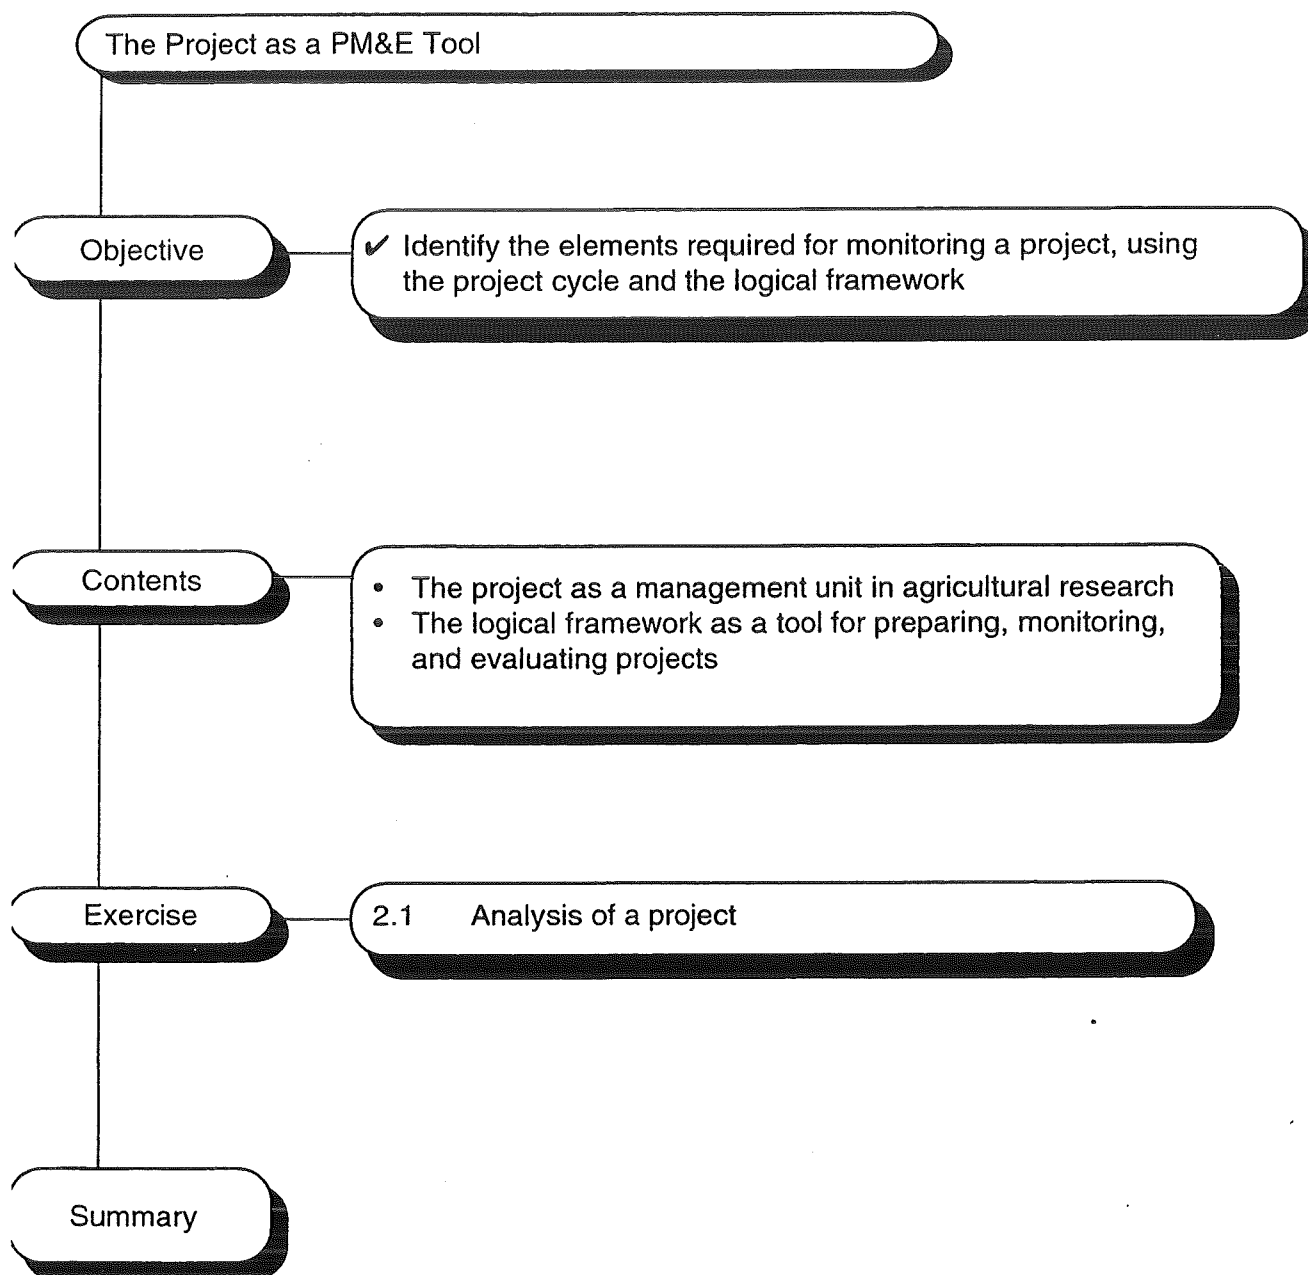 The Project as a PM&E Tool
Objective
✔ Identify the elements required for monitoring a project, using
the project cycle and the logical framework
Contents
• The project as a management unit in agricultural research
• The logical framework as a tool for preparing, monitoring,
and evaluating projects
Exercise
2.1 Analysis of a project
Summary